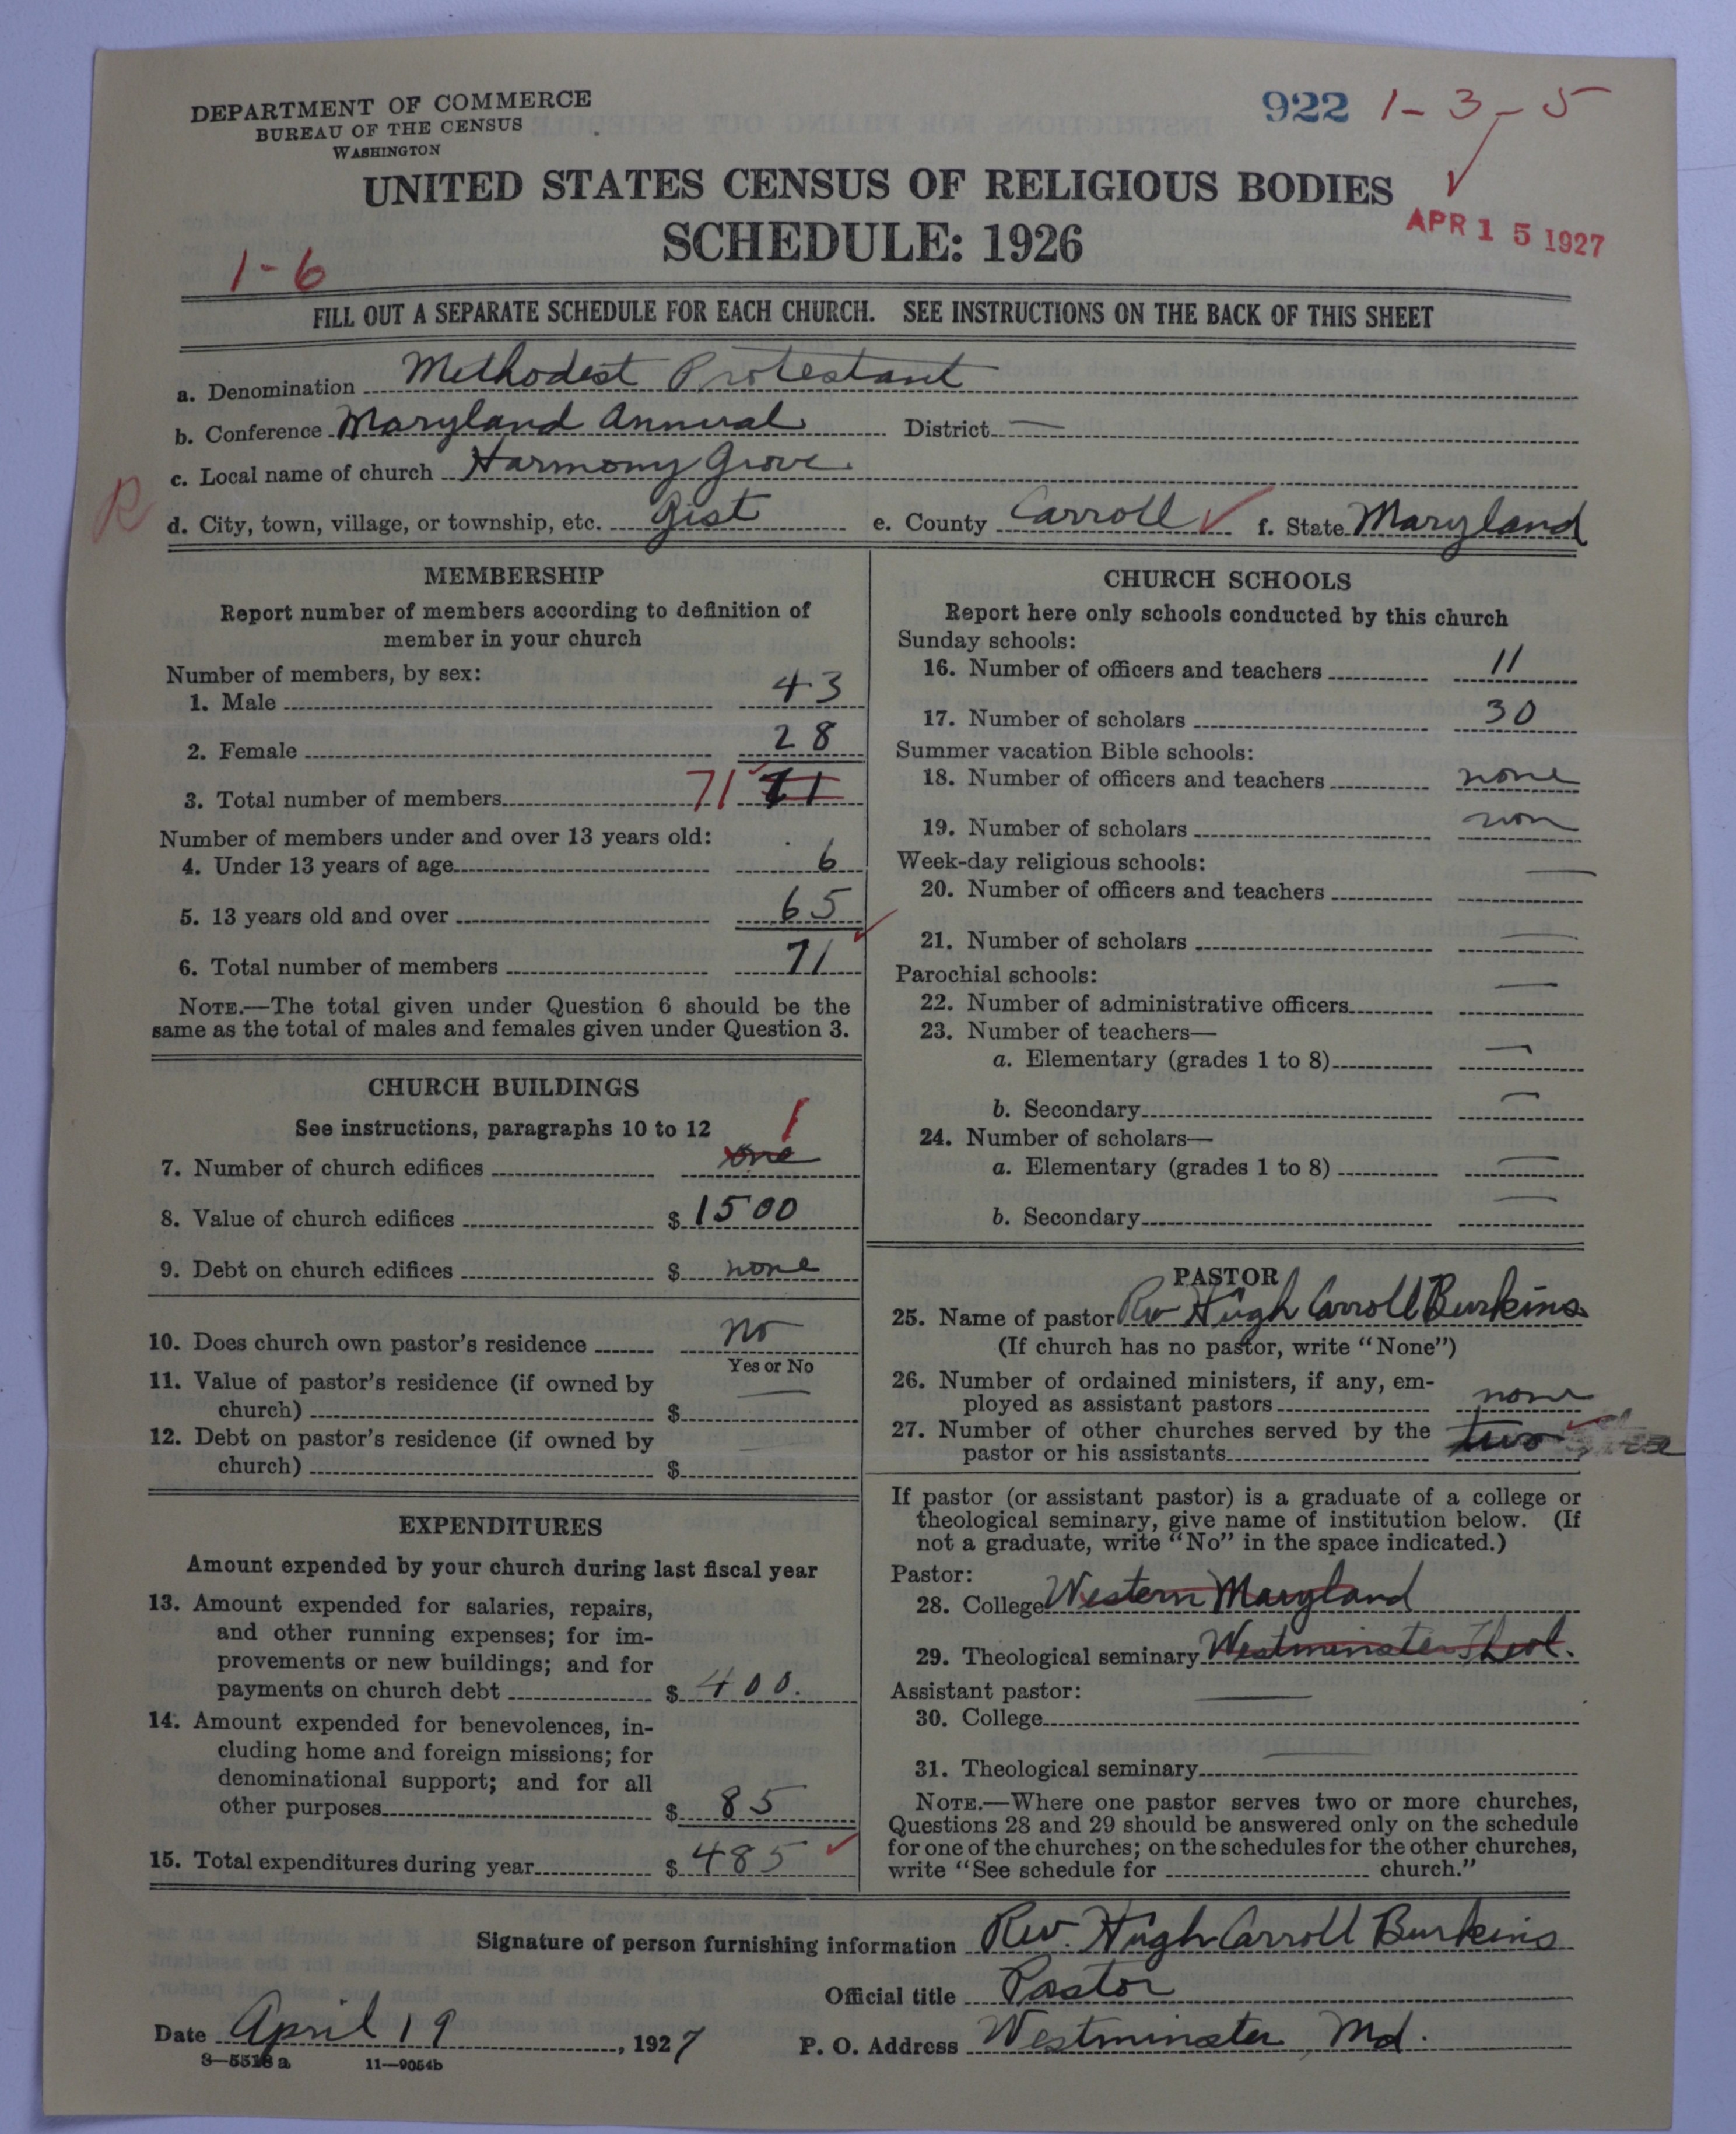 DEPARTMENT OF COMMERCE
BUREAU OF THE CENSUS
WASHINGTON
922 1-3-5
UNITED STATES CENSUS OF RELIGIOUS BODIES
SCHEDULE: 1926
APR 15 1927
1-6
FILL OUT A SEPARATE SCHEDULE FOR EACH CHURCH. SEE INSTRUCTIONS ON THE BACK OF THIS SHEET
a. Denomination Methodist Protestant
b. Conference Maryland Annual District —
c. Local name of church Harmony Grove
R
d. City, town, village, or township, etc. Gist e. County Carroll f. State Maryland
MEMBERSHIP
Report number of members according to definition of
member in your church
Number of members, by sex:
1. Male 43
2. Female 28
3. Total number of members 71 71
Number of members under and over 13 years old:
4. Under 13 years of age 6
5. 13 years old and over 65
6. Total number of members 71
NOTE.—The total given under Question 6 should be the
same as the total of males and females given under Question 3.
CHURCH BUILDINGS
See instructions, paragraphs 10 to 12
1
7. Number of church edifices one
8. Value of church edifices $ 1500
9. Debt on church edifices $ none
10. Does church own pastor's residence no
Yes or No
11. Value of pastor's residence (if owned by
church) $ —
12. Debt on pastor's residence (if owned by
church) $ —
EXPENDITURES
Amount expended by your church during last fiscal year
13. Amount expended for salaries, repairs,
and other running expenses; for im-
provements or new buildings; and for
payments on church debt $ 400.
14. Amount expended for benevolences, in-
cluding home and foreign missions; for
denominational support; and for all
other purposes $ 85
15. Total expenditures during year $ 485
CHURCH SCHOOLS
Report here only schools conducted by this church
Sunday schools:
16. Number of officers and teachers 11
17. Number of scholars 30
Summer vacation Bible schools:
18. Number of officers and teachers none
19. Number of scholars non
Week-day religious schools:
20. Number of officers and teachers —
21. Number of scholars —
Parochial schools:
22. Number of administrative officers —
23. Number of teachers—
a. Elementary (grades 1 to 8) —
b. Secondary —
24. Number of scholars—
a. Elementary (grades 1 to 8) —
b. Secondary —
PASTOR
25. Name of pastor Rev Hugh Carroll Burkins
(If church has no pastor, write "None")
26. Number of ordained ministers, if any, em-
ployed as assistant pastors none
27. Number of other churches served by the
pastor or his assistants two
If pastor (or assistant pastor) is a graduate of a college or
theological seminary, give name of institution below. (If
not a graduate, write "No" in the space indicated.)
Pastor:
28. College Western Maryland
29. Theological seminary Westminster Theol.
Assistant pastor:
30. College —
31. Theological seminary —
NOTE.—Where one pastor serves two or more churches,
Questions 28 and 29 should be answered only on the schedule
for one of the churches; on the schedules for the other churches,
write "See schedule for church."
Signature of person furnishing information Rev. Hugh Carroll Burkins
Official title Pastor
Date April 19, 1927 P. O. Address Westminster, Md.
8—5518 a 11—9054b